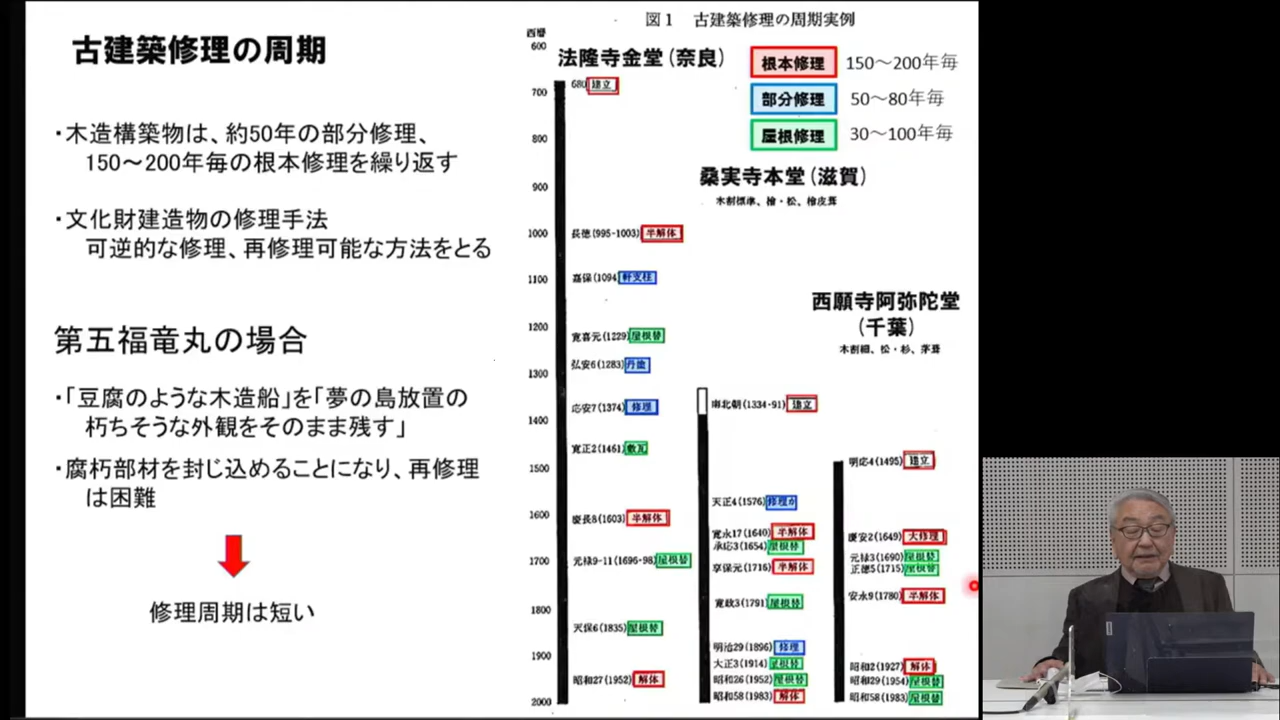 古建築修理の周期
・木造構築物は、約50年の部分修理、
150〜200年毎の根本修理を繰り返す
・文化財建造物の修理手法
可逆的な修理、再修理可能な方法をとる
第五福竜丸の場合
・「豆腐のような木造船」を「夢の島放置の
朽ちそうな外観をそのまま残す」
・腐朽部材を封じ込めることになり、再修理
は困難
修理周期は短い
図1 古建築修理の周期実例
西暦
600
700
800
900
1000
1100
1200
1300
1400
1500
1600
1700
1800
1900
2000
根本修理 150〜200年毎
部分修理 50〜80年毎
屋根修理 30〜100年毎
法隆寺金堂(奈良)
680 建立
長徳(995-1003) 半解体
嘉保(1094) 軒支柱
寛喜元(1229) 屋根替
弘安6(1283)
応安7(1374) 修理
寛正2(1461) 敷瓦
慶長8(1603) 半解体
元禄9-11(1696-98) 屋根替
天保6(1835) 屋根替
昭和27(1952) 解体
桑実寺本堂(滋賀)
木割標準、檜・松、檜皮葺
南北朝(1334-91) 建立
天正4(1576) 修理か
寛永17(1640) 半解体
承応3(1654) 屋根替
享保元(1716) 半解体
寛政3(1791) 屋根替
明治29(1896) 修理
大正3(1914) 屋根替
昭和26(1952) 屋根替
昭和58(1983) 解体
西願寺阿弥陀堂
(千葉)
木割細、松・杉、茅葺
明応4(1495) 建立
慶安2(1649) 大修理
元禄3(1690) 屋根替
正徳5(1715) 屋根替
安永9(1780) 半解体
昭和2(1927) 解体
昭和29(1954) 屋根替
昭和58(1983) 屋根替